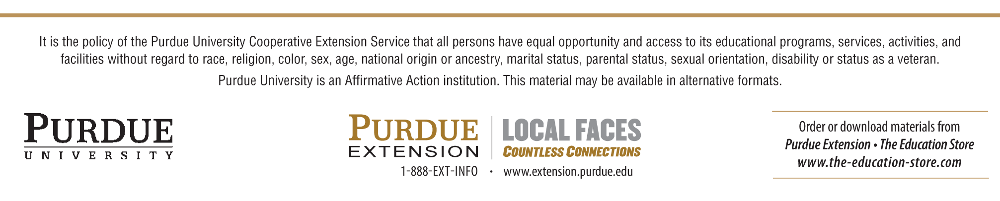 It is the policy of the Purdue University Cooperative Extension Service that all persons have equal opportunity and access to its educational programs, services, activities, and
facilities without regard to race, religion, color, sex, age, national origin or ancestry, marital status, parental status, sexual orientation, disability or status as a veteran.
Purdue University is an Affirmative Action institution. This material may be available in alternative formats.
PURDUE
UNIVERSITY
PURDUE
EXTENSION
LOCAL FACES
COUNTLESS CONNECTIONS
1-888-EXT-INFO • www.extension.purdue.edu
Order or download materials from
Purdue Extension • The Education Store
www.the-education-store.com